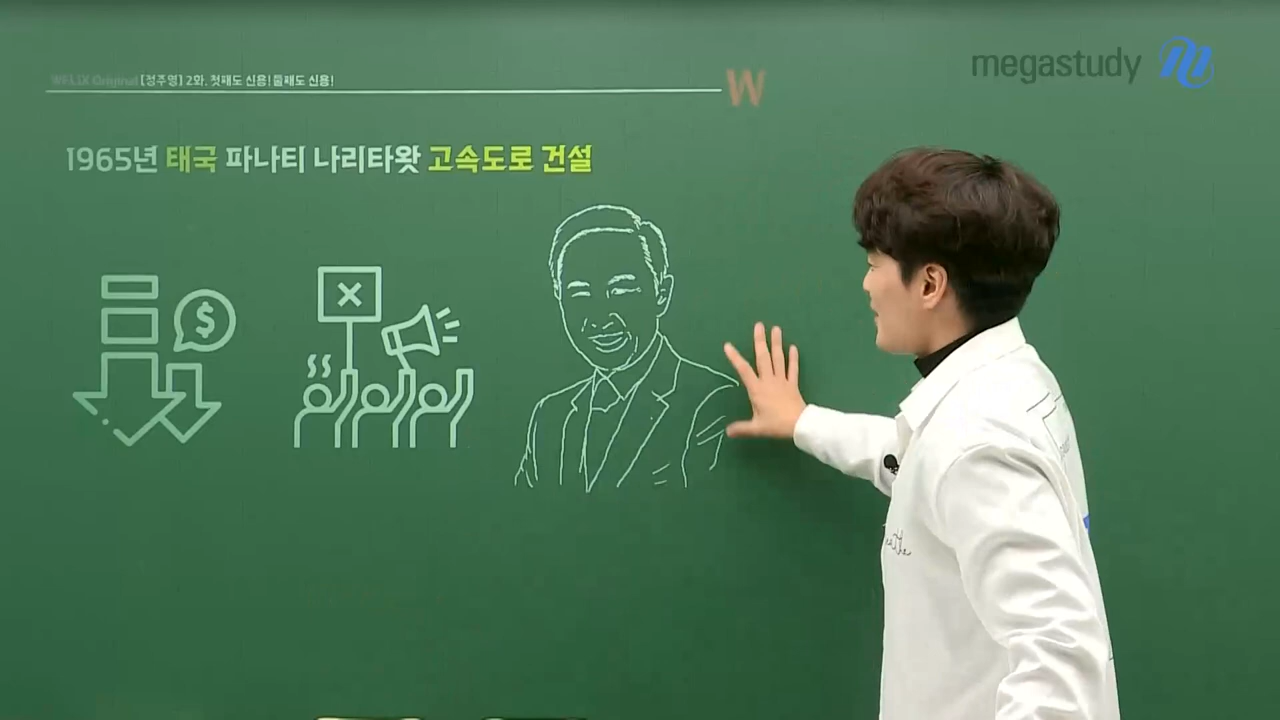 [정주영] 2화. 첫째도 신용! 둘째도 신용!
W
megastudy
1965년 태국 파나티 나리타왓 고속도로 건설
$